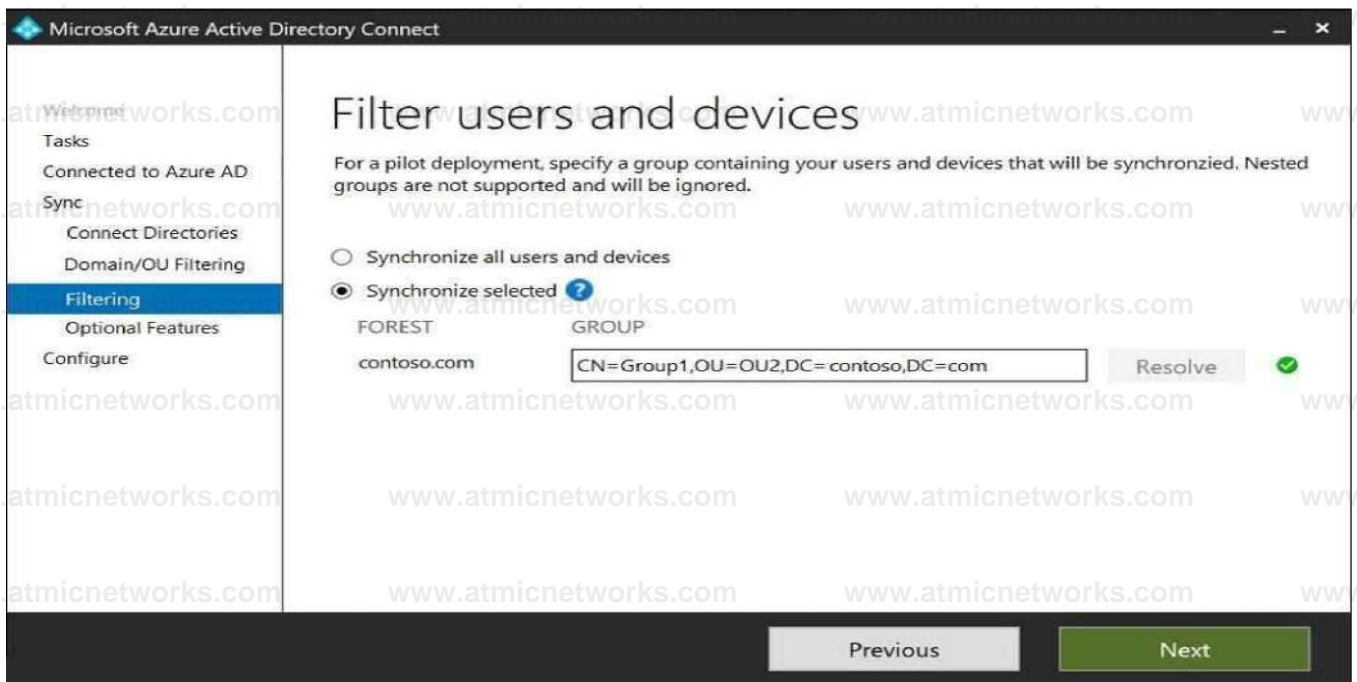 Microsoft Azure Active Directory Connect
Welcome
Tasks
Connected to Azure AD
Sync
Connect Directories
Domain/OU Filtering
Filtering
Optional Features
Configure
Filter users and devices
For a pilot deployment, specify a group containing your users and devices that will be synchronzied. Nested
groups are not supported and will be ignored.
Synchronize all users and devices
Synchronize selected ?
FOREST GROUP
contoso.com CN=Group1,OU=OU2,DC=contoso,DC=com Resolve
Previous Next
www.atmicnetworks.com